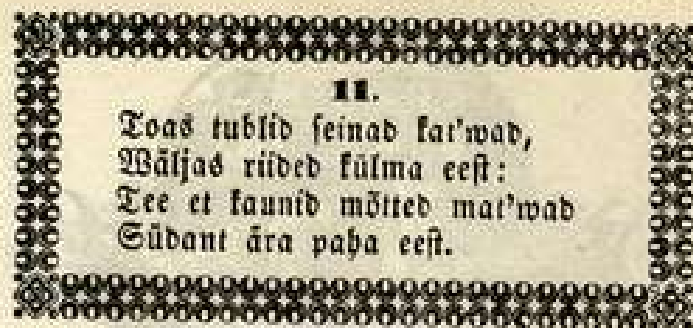 11.
Toas tublid seinad kat'wad,
Wäljas riided külma eest:
Tee et kaunid mõtted mat'wad
Südant ära paha eest.